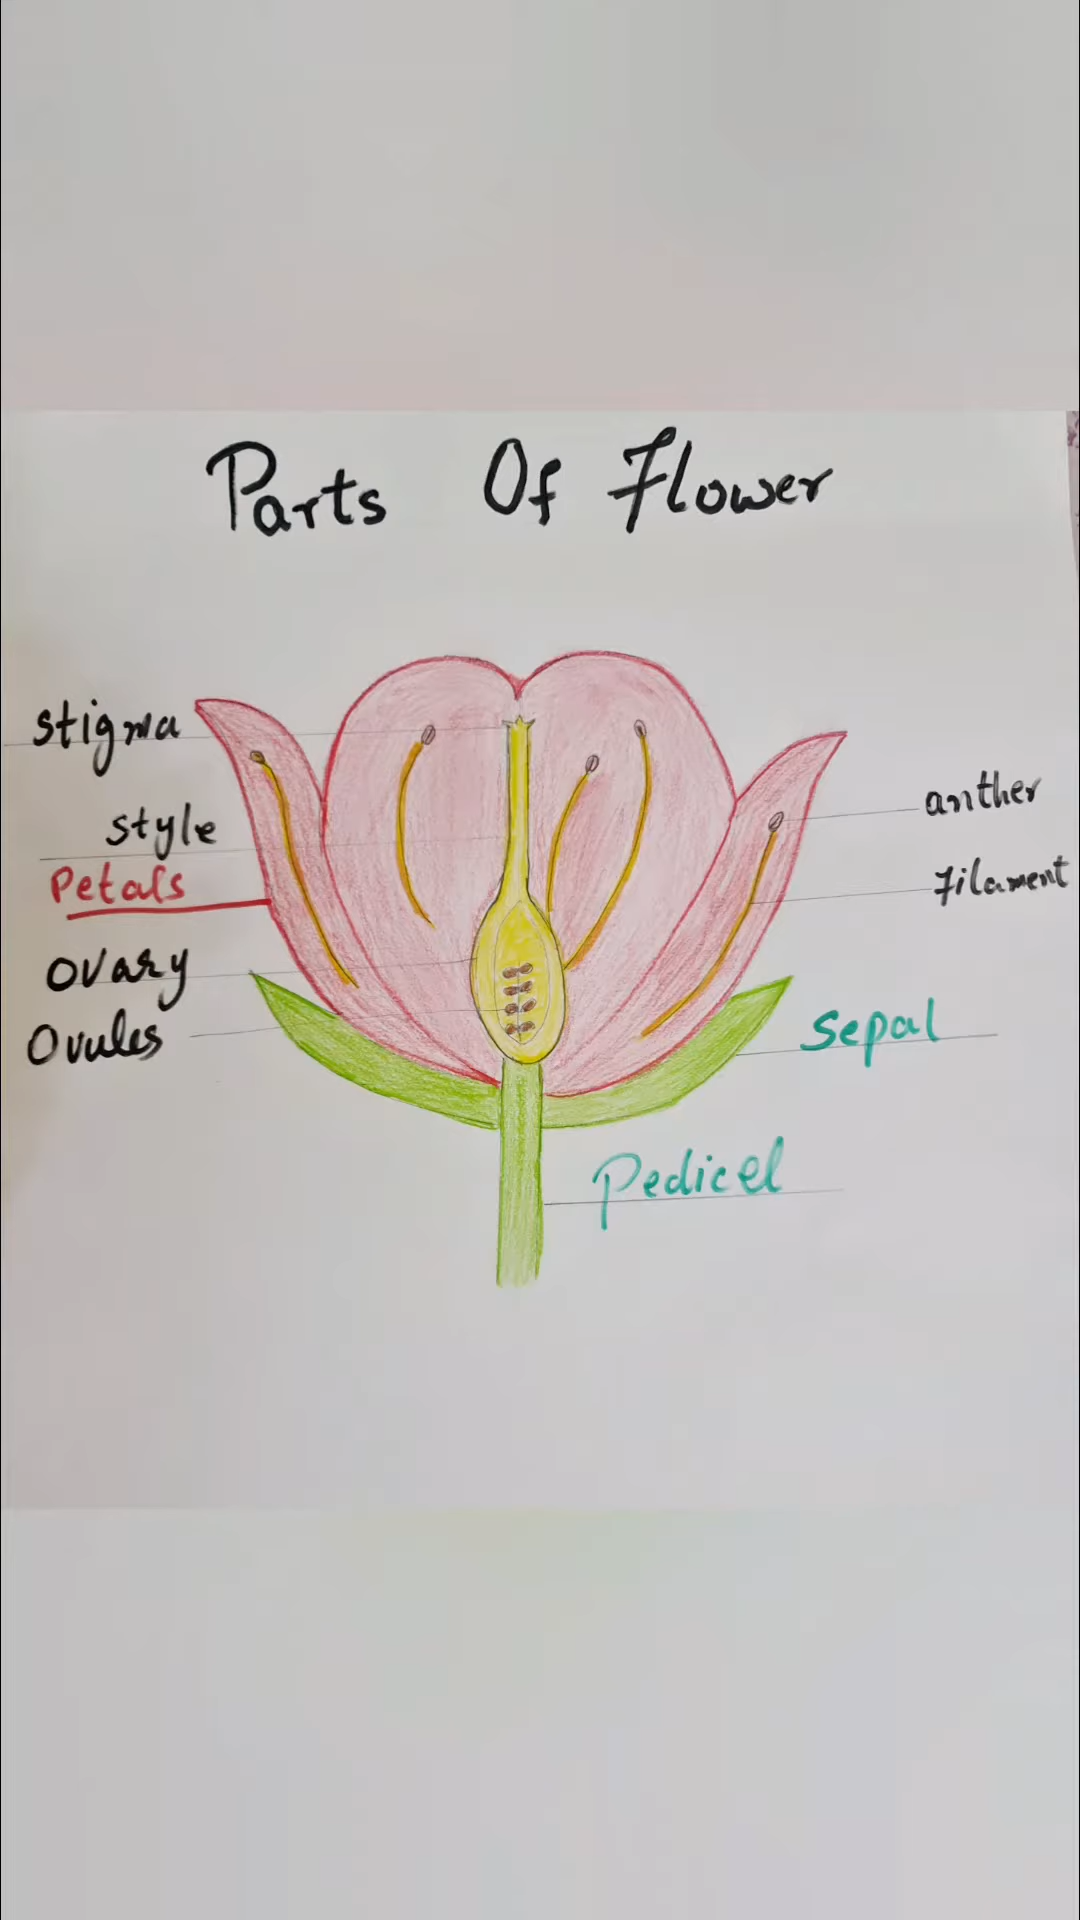 Parts Of Flower
stigma
style
Petals
ovary
Ovules
anther
filament
Sepal
Pedicel